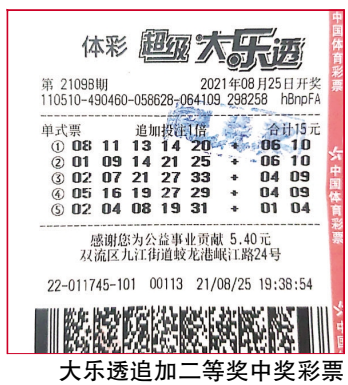 体彩 超级大乐透
第 21098期 2021年08月25日开奖
110510-490460-058628-064109 298258 hBnpFA
单式票 追加投注1倍 合计15元
① 08 11 13 14 20 + 06 10
② 01 09 14 21 25 + 06 10
③ 02 07 21 27 33 + 04 09
④ 05 16 19 27 29 + 04 09
⑤ 02 04 08 19 31 + 01 04
感谢您为公益事业贡献 5.40元
双流区九江街道蛟龙港岷江路24号
22-011745-101 00113 21/08/25 19:38:54
中国体育彩票
中国体育彩票
大乐透追加二等奖中奖彩票